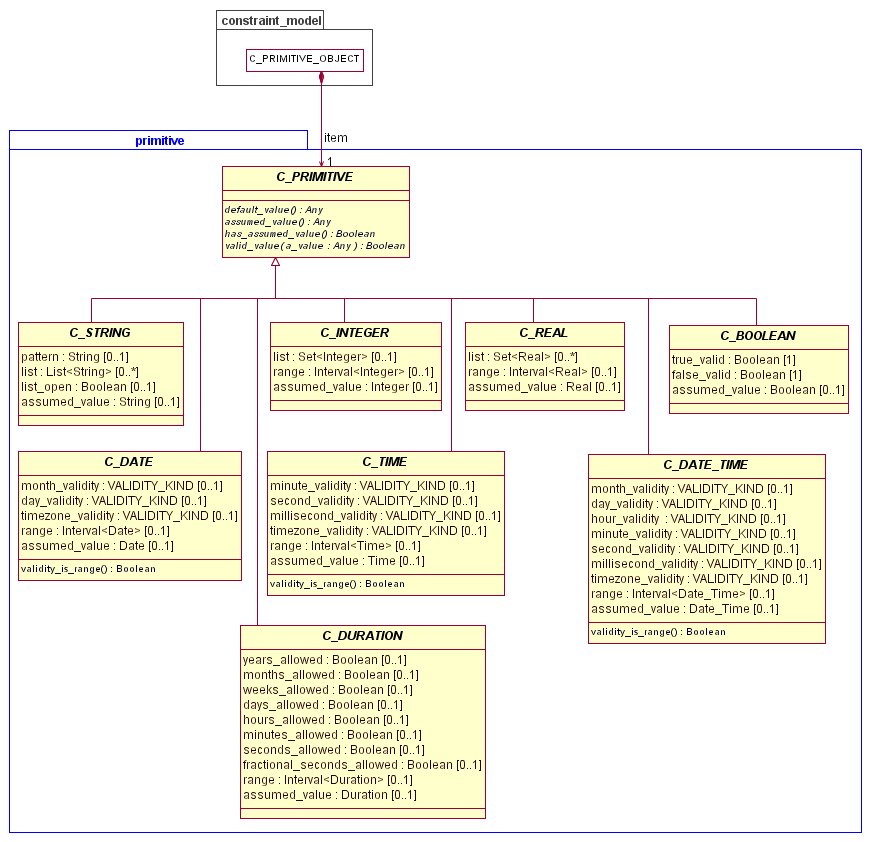 constraint_model
C_PRIMITIVE_OBJECT
primitive
item
1
C_PRIMITIVE
default_value() : Any
assumed_value() : Any
has_assumed_value() : Boolean
valid_value( a_value : Any ) : Boolean
C_STRING
pattern : String [0..1]
list : List<String> [0..*]
list_open : Boolean [0..1]
assumed_value : String [0..1]
C_INTEGER
list : Set<Integer> [0..1]
range : Interval<Integer> [0..1]
assumed_value : Integer [0..1]
C_REAL
list : Set<Real> [0..*]
range : Interval<Real> [0..1]
assumed_value : Real [0..1]
C_BOOLEAN
true_valid : Boolean [1]
false_valid : Boolean [1]
assumed_value : Boolean [0..1]
C_DATE
month_validity : VALIDITY_KIND [0..1]
day_validity : VALIDITY_KIND [0..1]
timezone_validity : VALIDITY_KIND [0..1]
range : Interval<Date> [0..1]
assumed_value : Date [0..1]
validity_is_range() : Boolean
C_TIME
minute_validity : VALIDITY_KIND [0..1]
second_validity : VALIDITY_KIND [0..1]
millisecond_validity : VALIDITY_KIND [0..1]
timezone_validity : VALIDITY_KIND [0..1]
range : Interval<Time> [0..1]
assumed_value : Time [0..1]
validity_is_range() : Boolean
C_DATE_TIME
month_validity : VALIDITY_KIND [0..1]
day_validity : VALIDITY_KIND [0..1]
hour_validity : VALIDITY_KIND [0..1]
minute_validity : VALIDITY_KIND [0..1]
second_validity : VALIDITY_KIND [0..1]
millisecond_validity : VALIDITY_KIND [0..1]
timezone_validity : VALIDITY_KIND [0..1]
range : Interval<Date_Time> [0..1]
assumed_value : Date_Time [0..1]
validity_is_range() : Boolean
C_DURATION
years_allowed : Boolean [0..1]
months_allowed : Boolean [0..1]
weeks_allowed : Boolean [0..1]
days_allowed : Boolean [0..1]
hours_allowed : Boolean [0..1]
minutes_allowed : Boolean [0..1]
seconds_allowed : Boolean [0..1]
fractional_seconds_allowed : Boolean [0..1]
range : Interval<Duration> [0..1]
assumed_value : Duration [0..1]